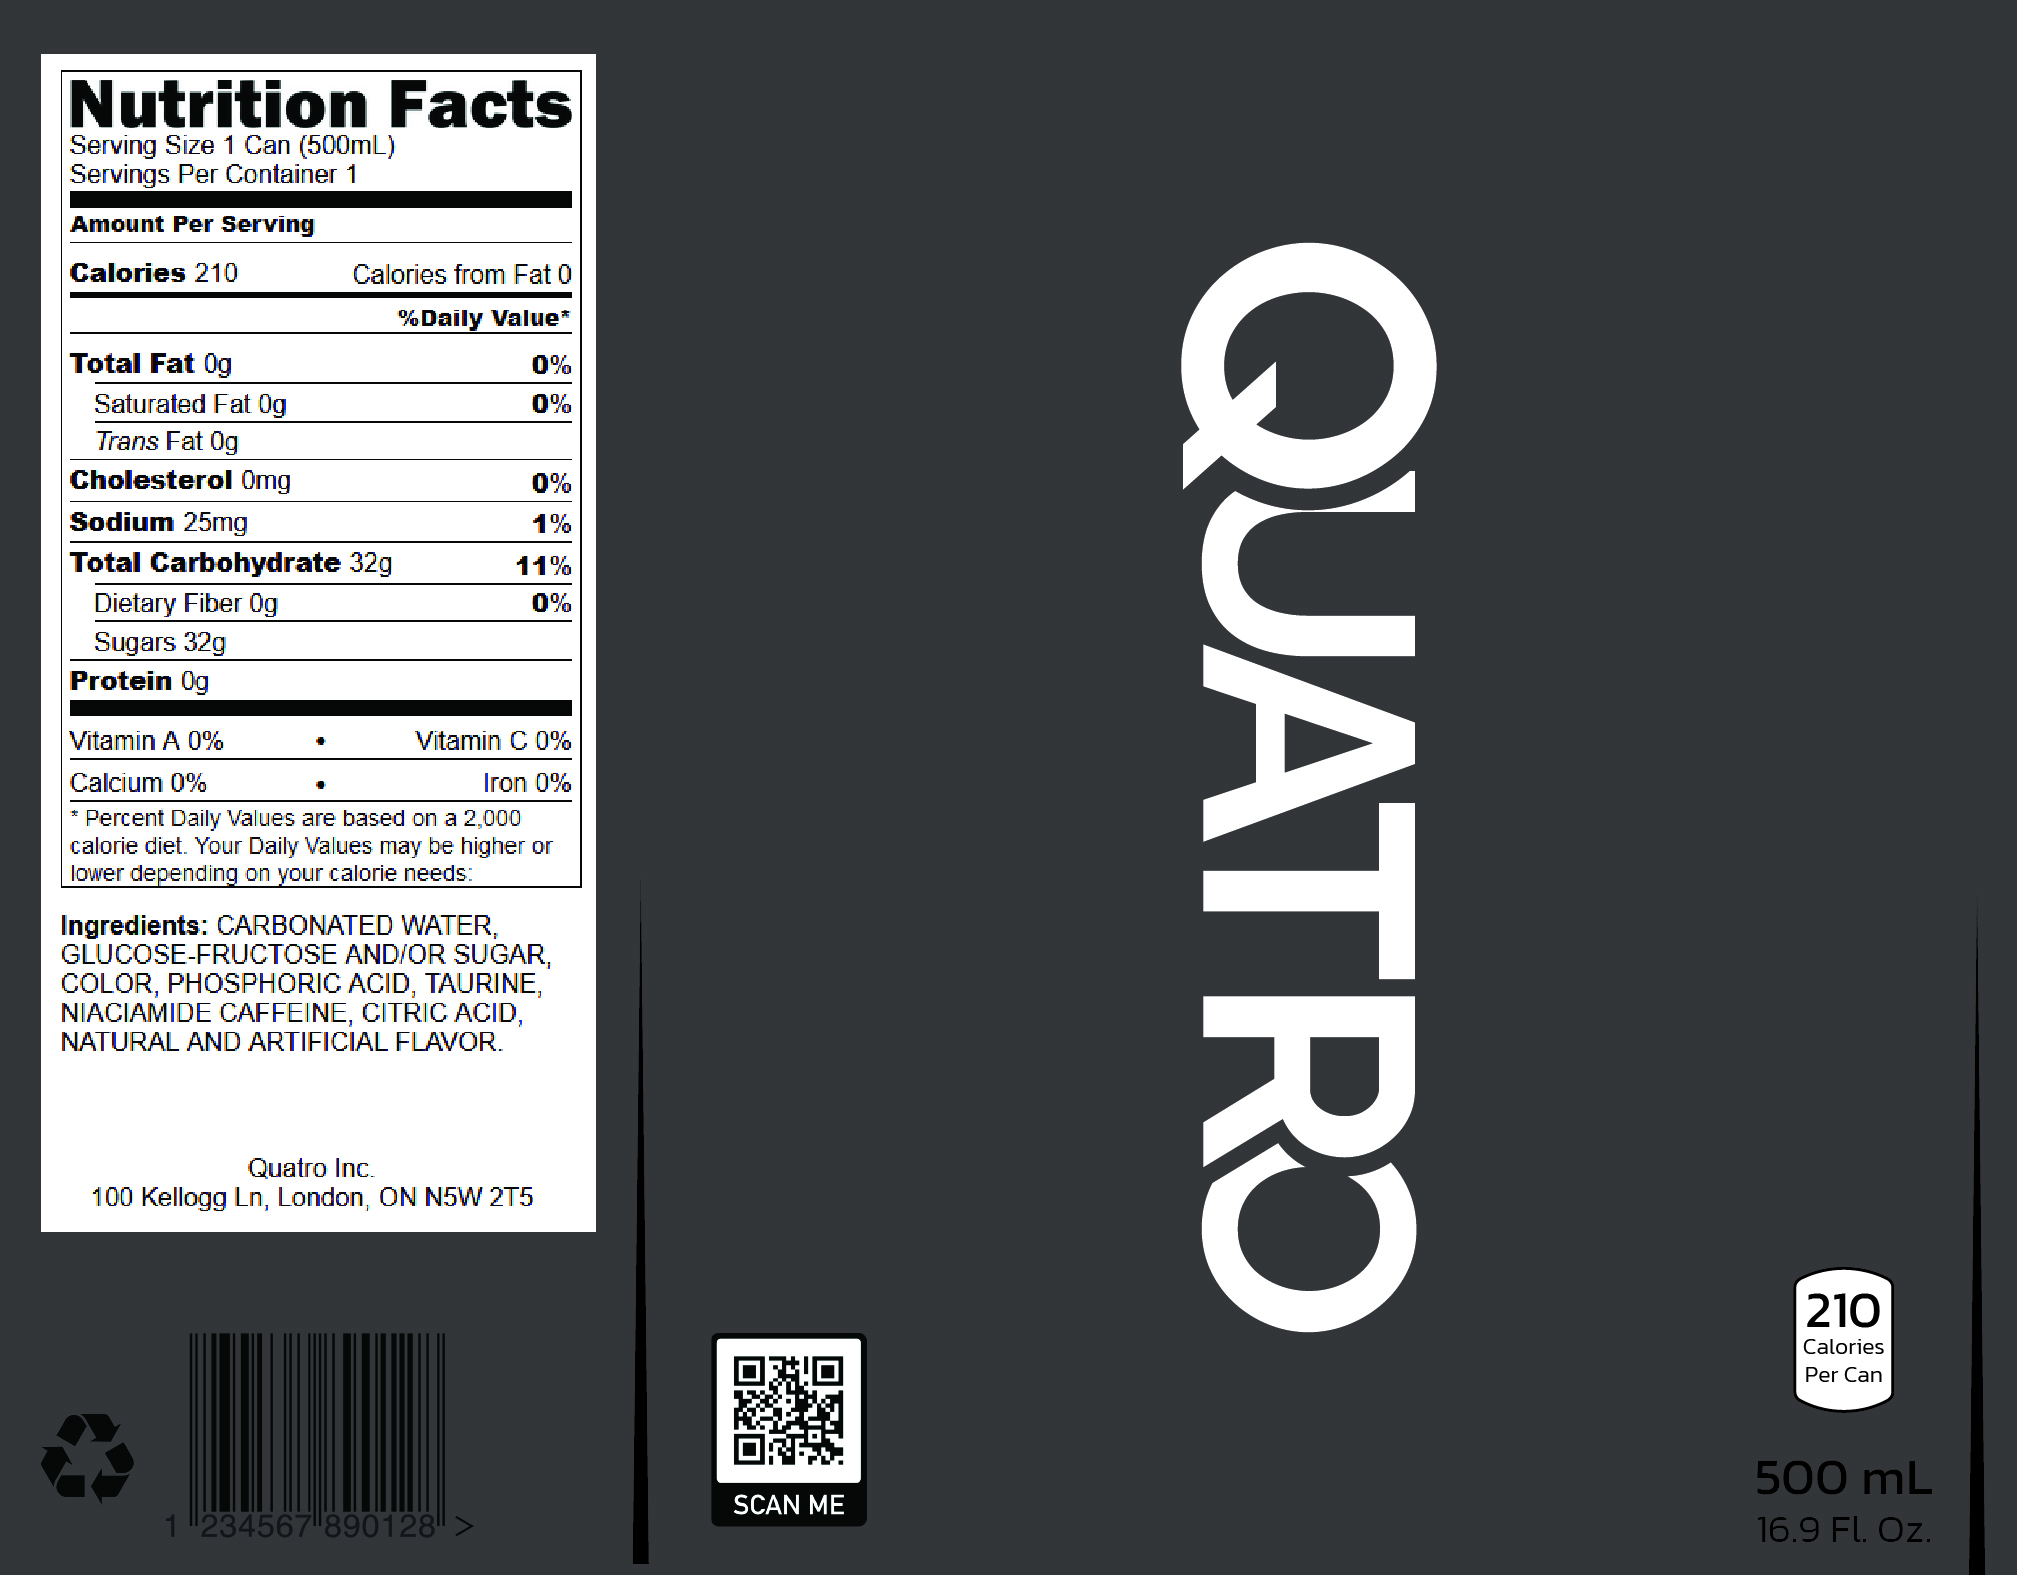 Nutrition Facts
Serving Size 1 Can (500mL)
Servings Per Container 1
Amount Per Serving
Calories 210 Calories from Fat 0
%Daily Value*
Total Fat 0g 0%
Saturated Fat 0g 0%
Trans Fat 0g
Cholesterol 0mg 0%
Sodium 25mg 1%
Total Carbohydrate 32g 11%
Dietary Fiber 0g 0%
Sugars 32g
Protein 0g
Vitamin A 0% • Vitamin C 0%
Calcium 0% • Iron 0%
* Percent Daily Values are based on a 2,000
calorie diet. Your Daily Values may be higher or
lower depending on your calorie needs:
Ingredients: CARBONATED WATER,
GLUCOSE-FRUCTOSE AND/OR SUGAR,
COLOR, PHOSPHORIC ACID, TAURINE,
NIACIAMIDE CAFFEINE, CITRIC ACID,
NATURAL AND ARTIFICIAL FLAVOR.
Quatro Inc.
100 Kellogg Ln, London, ON N5W 2T5
1 234567 890128 >
SCAN ME
QUATRO
210
Calories
Per Can
500 mL
16.9 Fl. Oz.